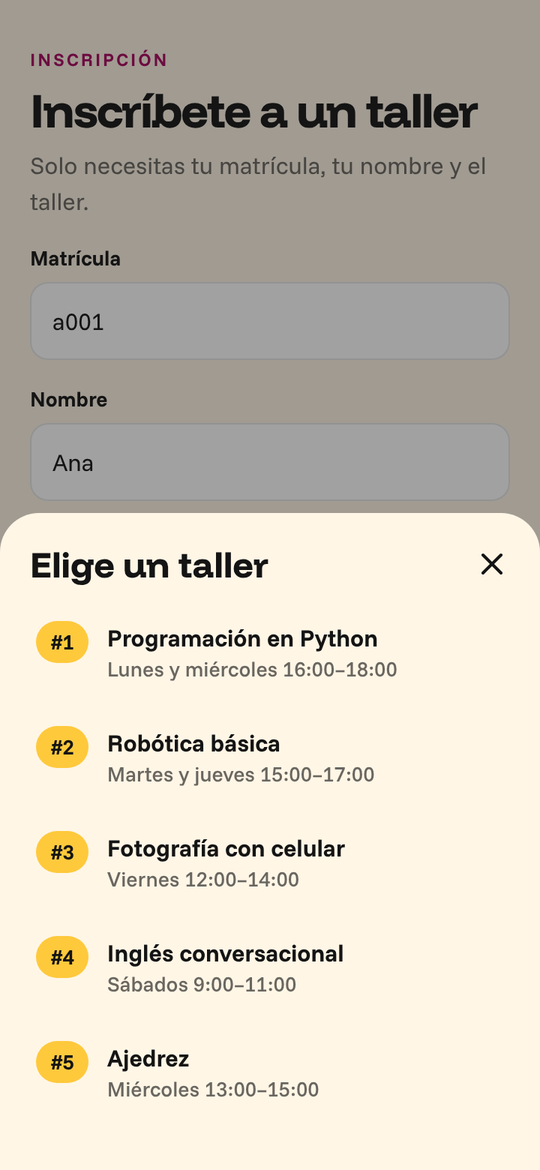 INSCRIPCIÓN
Inscríbete a un taller
Solo necesitas tu matrícula, tu nombre y el
taller.
Matrícula
a001
Nombre
Ana
Elige un taller
#1
Programación en Python
Lunes y miércoles 16:00–18:00
#2
Robótica básica
Martes y jueves 15:00–17:00
#3
Fotografía con celular
Viernes 12:00–14:00
#4
Inglés conversacional
Sábados 9:00–11:00
#5
Ajedrez
Miércoles 13:00–15:00